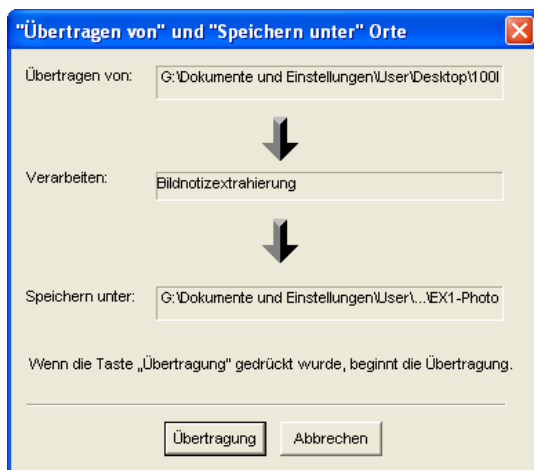 "Übertragen von" und "Speichern unter" Orte
Übertragen von: G:\Dokumente und Einstellungen\User\Desktop\100I
Verarbeiten: Bildnotizextrahierung
Speichern unter: G:\Dokumente und Einstellungen\User\...\EX1-Photo
Wenn die Taste „Übertragung" gedrückt wurde, beginnt die Übertragung.
Übertragung Abbrechen